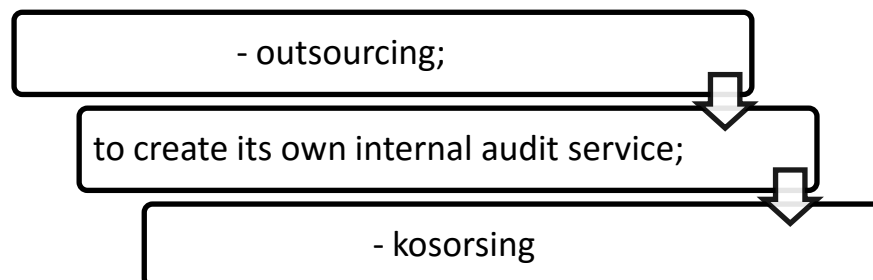 - outsourcing;
to create its own internal audit service;
- kosorsing